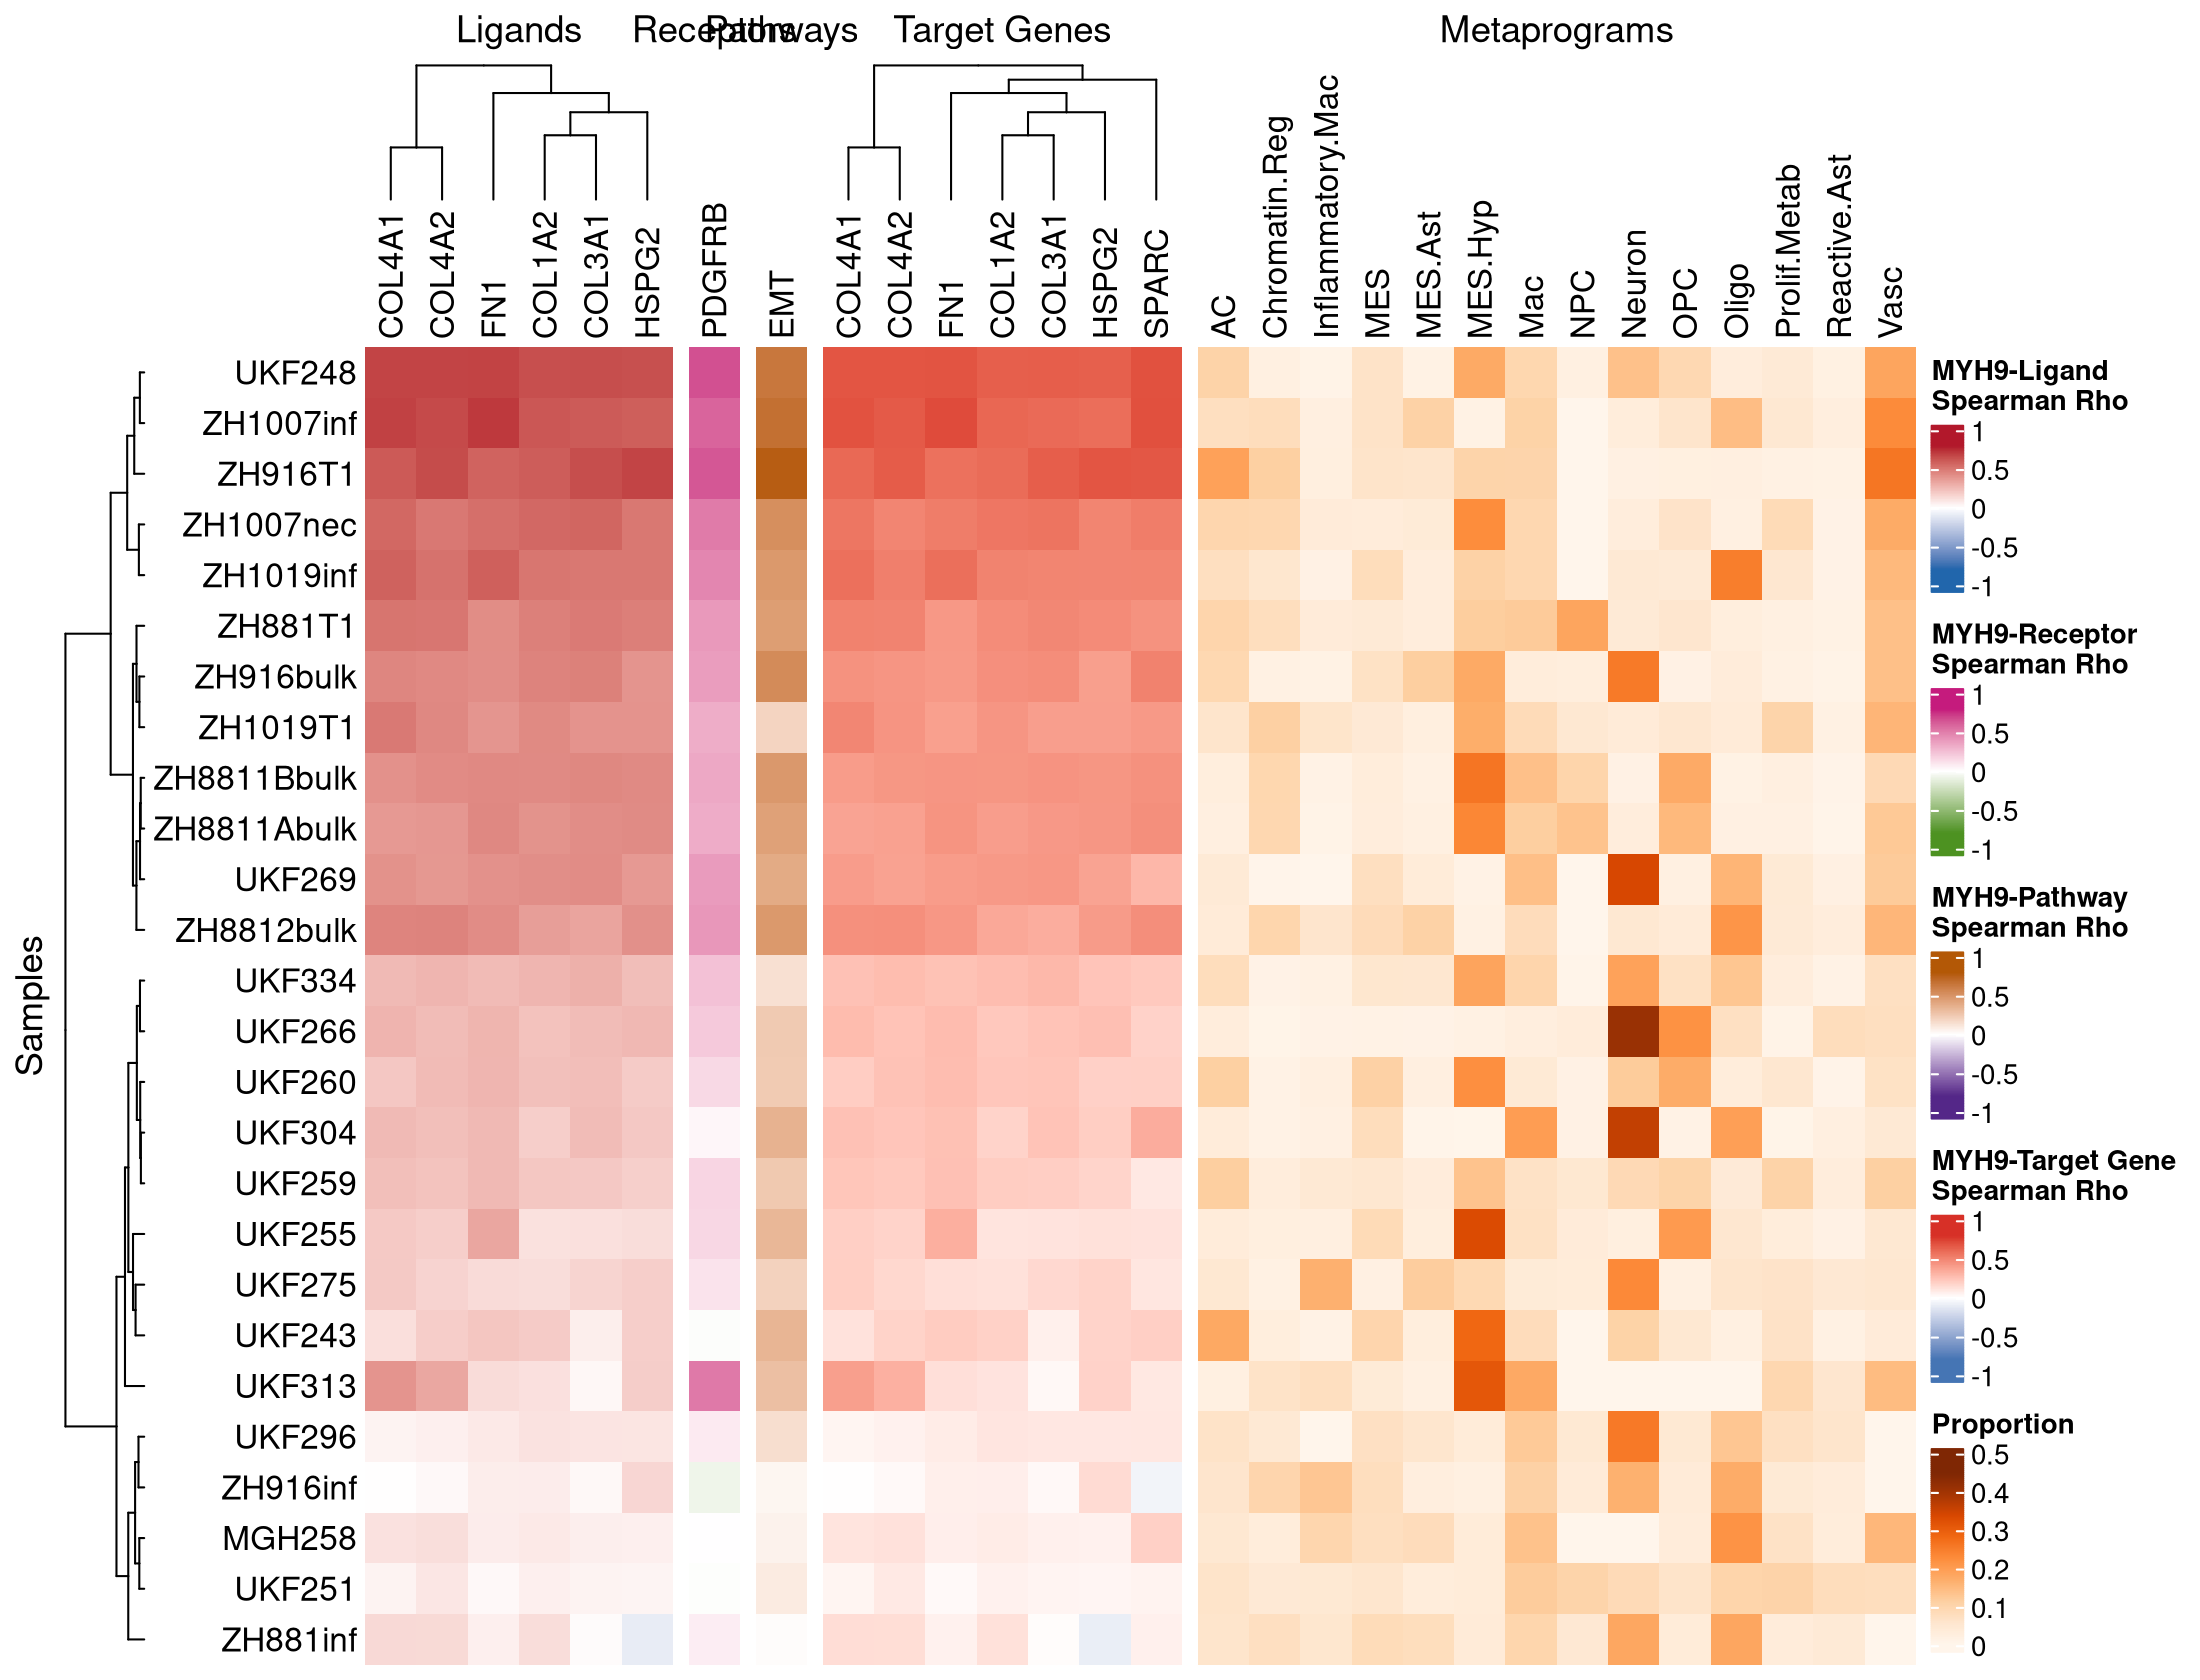 Ligands Receptors Pathways Target Genes Metaprograms
COL4A1 COL4A2 FN1 COL1A2 COL3A1 HSPG2 PDGFRB EMT COL4A1 COL4A2 FN1 COL1A2 COL3A1 HSPG2 SPARC AC Chromatin.Reg Inflammatory.Mac MES MES.Ast MES.Hyp Mac NPC Neuron OPC Oligo Prolif.Metab Reactive.Ast Vasc
Samples
UKF248
ZH1007inf
ZH916T1
ZH1007nec
ZH1019inf
ZH881T1
ZH916bulk
ZH1019T1
ZH8811Bbulk
ZH8811Abulk
UKF269
ZH8812bulk
UKF334
UKF266
UKF260
UKF304
UKF259
UKF255
UKF275
UKF243
UKF313
UKF296
ZH916inf
MGH258
UKF251
ZH881inf
MYH9-Ligand
Spearman Rho
1
0.5
0
-0.5
-1
MYH9-Receptor
Spearman Rho
1
0.5
0
-0.5
-1
MYH9-Pathway
Spearman Rho
1
0.5
0
-0.5
-1
MYH9-Target Gene
Spearman Rho
1
0.5
0
-0.5
-1
Proportion
0.5
0.4
0.3
0.2
0.1
0